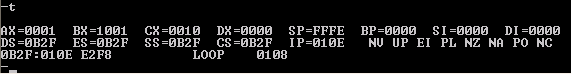 -t
AX=0001 BX=1001 CX=0010 DX=0000 SP=FFFE BP=0000 SI=0000 DI=0000
DS=0B2F ES=0B2F SS=0B2F CS=0B2F IP=010E NV UP EI PL NZ NA PO NC
0B2F:010E E2F8 LOOP 0108
-